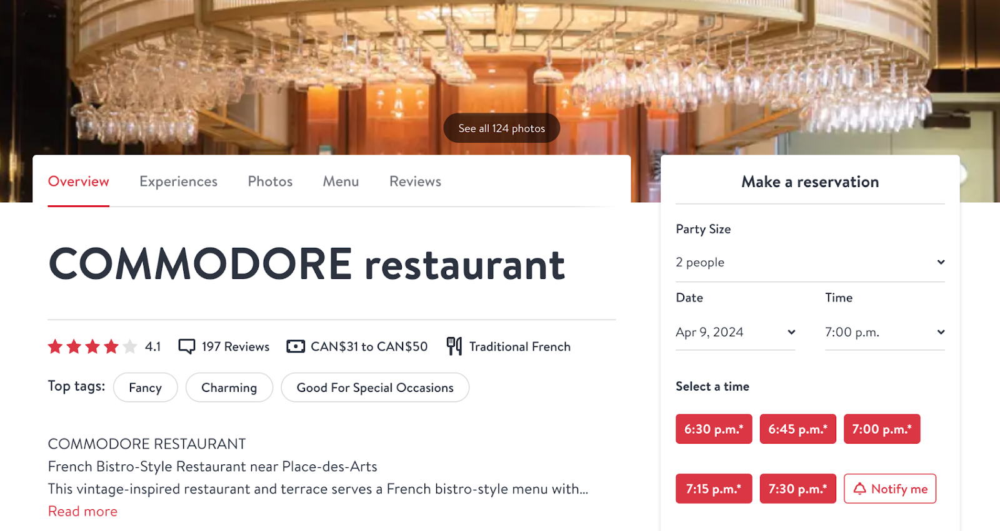 See all 124 photos
Overview Experiences Photos Menu Reviews
COMMODORE restaurant
4.1 197 Reviews CAN$31 to CAN$50 Traditional French
Top tags: Fancy Charming Good For Special Occasions
COMMODORE RESTAURANT
French Bistro-Style Restaurant near Place-des-Arts
This vintage-inspired restaurant and terrace serves a French bistro-style menu with...
Read more
Make a reservation
Party Size
2 people
Date Time
Apr 9, 2024 7:00 p.m.
Select a time
6:30 p.m.* 6:45 p.m.* 7:00 p.m.*
7:15 p.m.* 7:30 p.m.* Notify me